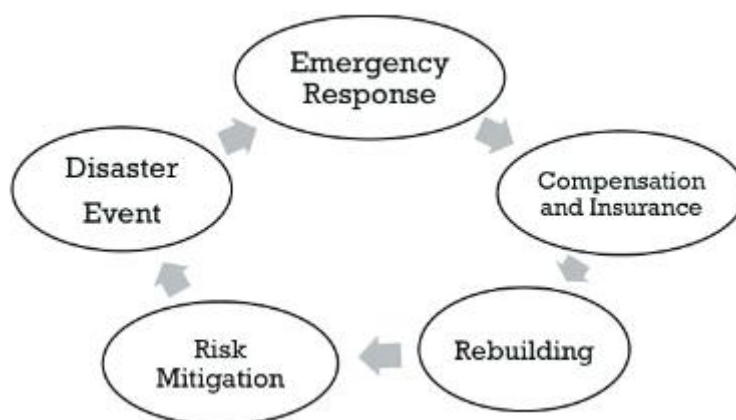 Emergency
Response
Disaster
Event
Compensation
and Insurance
Risk
Mitigation
Rebuilding